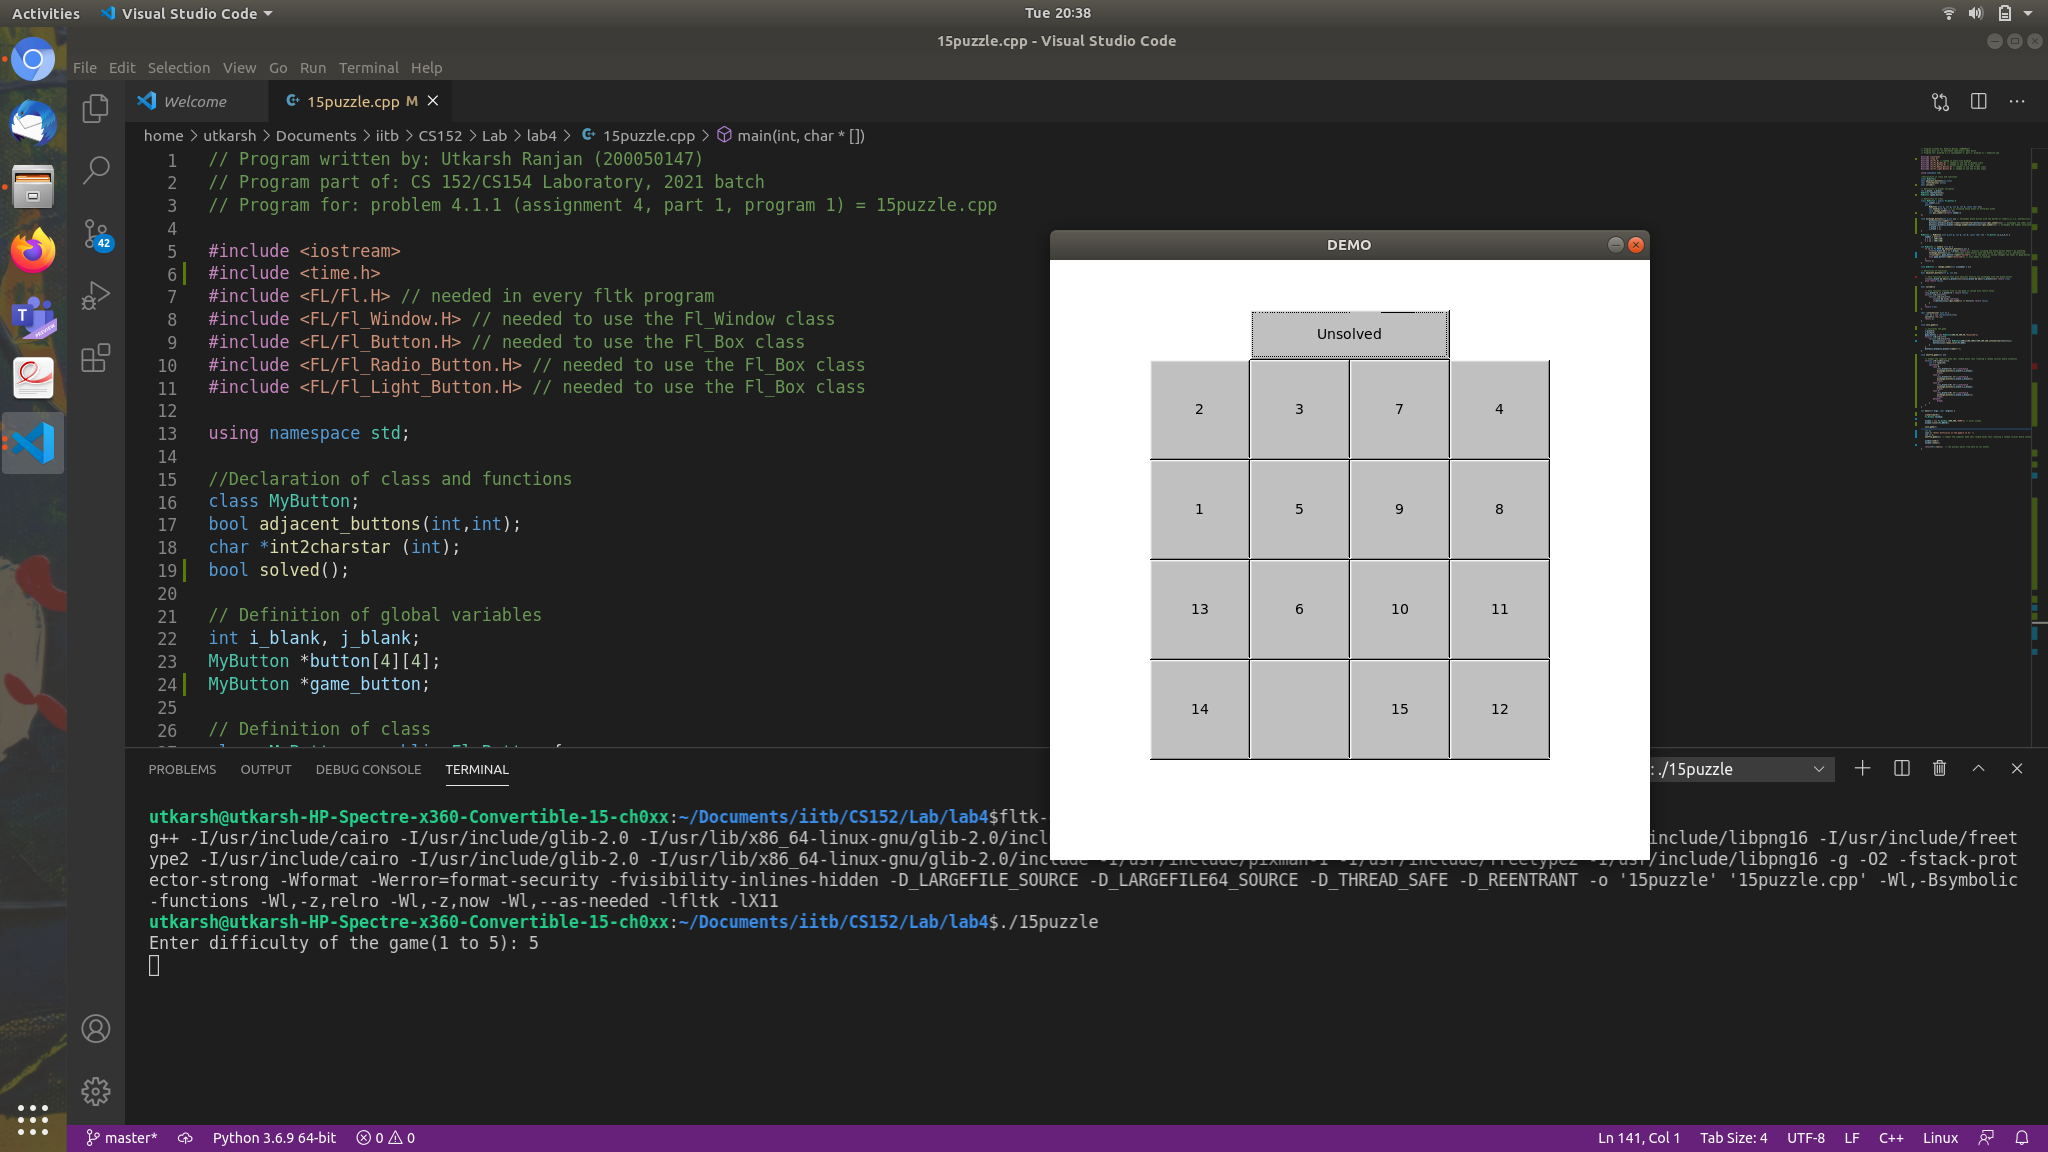 Activities Visual Studio Code Tue 20:38
15puzzle.cpp - Visual Studio Code
File Edit Selection View Go Run Terminal Help
Welcome 15puzzle.cpp M
home > utkarsh > Documents > iitb > CS152 > Lab > lab4 > 15puzzle.cpp > main(int, char * [])
1 // Program written by: Utkarsh Ranjan (200050147)
2 // Program part of: CS 152/CS154 Laboratory, 2021 batch
3 // Program for: problem 4.1.1 (assignment 4, part 1, program 1) = 15puzzle.cpp
4
5 #include <iostream>
6 #include <time.h>
7 #include <FL/Fl.H> // needed in every fltk program
8 #include <FL/Fl_Window.H> // needed to use the Fl_Window class
9 #include <FL/Fl_Button.H> // needed to use the Fl_Box class
10 #include <FL/Fl_Radio_Button.H> // needed to use the Fl_Box class
11 #include <FL/Fl_Light_Button.H> // needed to use the Fl_Box class
12
13 using namespace std;
14
15 //Declaration of class and functions
16 class MyButton;
17 bool adjacent_buttons(int,int);
18 char *int2charstar (int);
19 bool solved();
20
21 // Definition of global variables
22 int i_blank, j_blank;
23 MyButton *button[4][4];
24 MyButton *game_button;
25
26 // Definition of class
DEMO
Unsolved
2 3 7 4
1 5 9 8
13 6 10 11
14 15 12
42
PROBLEMS OUTPUT DEBUG CONSOLE TERMINAL : ./15puzzle
utkarsh@utkarsh-HP-Spectre-x360-Convertible-15-ch0xx:~/Documents/iitb/CS152/Lab/lab4$fltk-
g++ -I/usr/include/cairo -I/usr/include/glib-2.0 -I/usr/lib/x86_64-linux-gnu/glib-2.0/incl include/libpng16 -I/usr/include/freet
ype2 -I/usr/include/cairo -I/usr/include/glib-2.0 -I/usr/lib/x86_64-linux-gnu/glib-2.0/include -I/usr/include/pixman-1 -I/usr/include/freetype2 -I/usr/include/libpng16 -g -O2 -fstack-prot
ector-strong -Wformat -Werror=format-security -fvisibility-inlines-hidden -D_LARGEFILE_SOURCE -D_LARGEFILE64_SOURCE -D_THREAD_SAFE -D_REENTRANT -o '15puzzle' '15puzzle.cpp' -Wl,-Bsymbolic
-functions -Wl,-z,relro -Wl,-z,now -Wl,--as-needed -lfltk -lX11
utkarsh@utkarsh-HP-Spectre-x360-Convertible-15-ch0xx:~/Documents/iitb/CS152/Lab/lab4$./15puzzle
Enter difficulty of the game(1 to 5): 5
master* Python 3.6.9 64-bit 0 0 Ln 141, Col 1 Tab Size: 4 UTF-8 LF C++ Linux